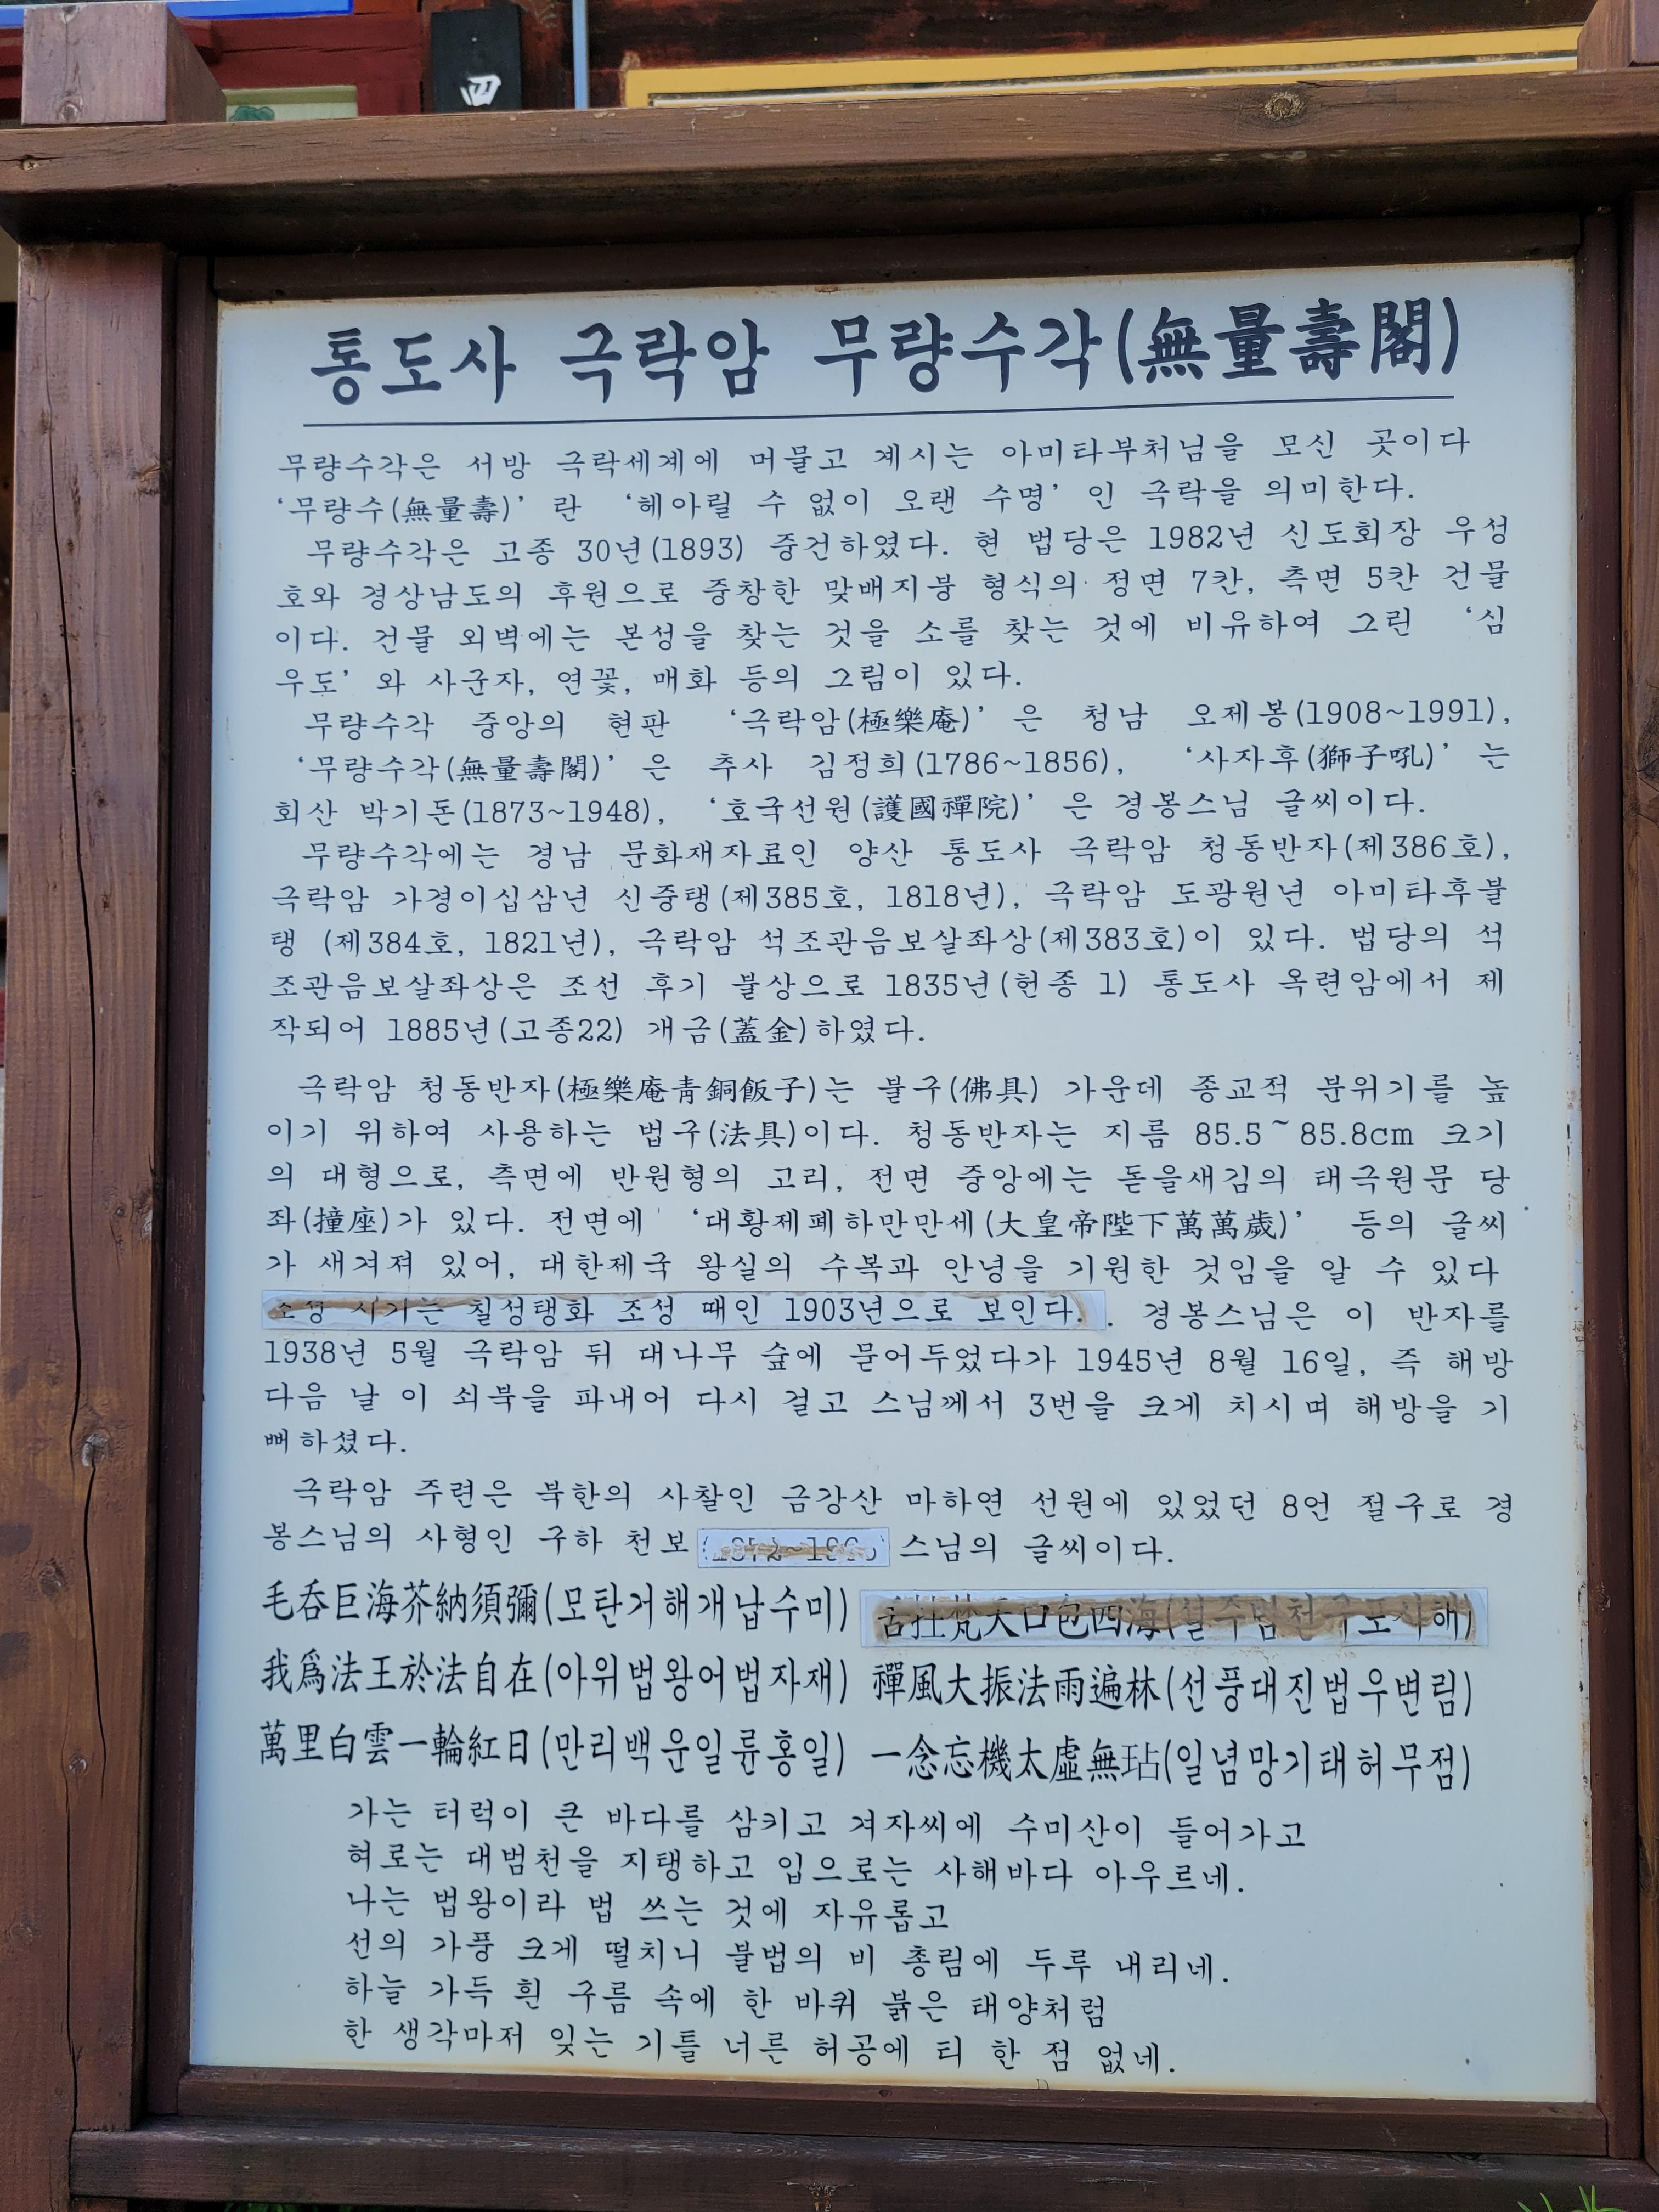 四
통도사 극락암 무량수각(無量壽閣)
무량수각은 서방 극락세계에 머물고 계시는 아미타부처님을 모신 곳이다
‘무량수(無量壽)’ 란 ‘헤아릴 수 없이 오랜 수명’ 인 극락을 의미한다.
무량수각은 고종 30년(1893) 중건하였다. 현 법당은 1982년 신도회장 우성
호와 경상남도의 후원으로 중창한 맞배지붕 형식의 정면 7칸, 측면 5칸 건물
이다. 건물 외벽에는 본성을 찾는 것을 소를 찾는 것에 비유하여 그린 ‘심
우도’ 와 사군자, 연꽃, 매화 등의 그림이 있다.
무량수각 중앙의 현판 ‘극락암(極樂庵)’ 은 청남 오제봉(1908~1991),
‘무량수각(無量壽閣)’ 은 추사 김정희(1786~1856), ‘사자후(獅子吼)’ 는
회산 박기돈(1873~1948), ‘호국선원(護國禪院)’ 은 경봉스님 글씨이다.
무량수각에는 경남 문화재자료인 양산 통도사 극락암 청동반자(제386호),
극락암 가경이십삼년 신중탱(제385호, 1818년), 극락암 도광원년 아미타후불
탱 (제384호, 1821년), 극락암 석조관음보살좌상(제383호)이 있다. 법당의 석
조관음보살좌상은 조선 후기 불상으로 1835년(헌종 1) 통도사 옥련암에서 제
작되어 1885년(고종22) 개금(蓋金)하였다.
극락암 청동반자(極樂庵靑銅飯子)는 불구(佛具) 가운데 종교적 분위기를 높
이기 위하여 사용하는 법구(法具)이다. 청동반자는 지름 85.5~85.8cm 크기
의 대형으로, 측면에 반원형의 고리, 전면 중앙에는 돋을새김의 태극원문 당
좌(撞座)가 있다. 전면에 ‘대황제폐하만만세(大皇帝陛下萬萬歲)’ 등의 글씨
가 새겨져 있어, 대한제국 왕실의 수복과 안녕을 기원한 것임을 알 수 있다
조성 시기는 칠성탱화 조성 때인 1903년으로 보인다. . 경봉스님은 이 반자를
1938년 5월 극락암 뒤 대나무 숲에 묻어두었다가 1945년 8월 16일, 즉 해방
다음 날 이 쇠북을 파내어 다시 걸고 스님께서 3번을 크게 치시며 해방을 기
뻐하셨다.
극락암 주련은 북한의 사찰인 금강산 마하연 선원에 있었던 8언 절구로 경
봉스님의 사형인 구하 천보 스님의 글씨이다.
毛呑巨海芥納須彌(모탄거해개납수미) 舌拄梵天口包四海(설주범천구포사해)
我爲法王於法自在(아위법왕어법자재) 禪風大振法雨遍林(선풍대진법우변림)
萬里白雲一輪紅日(만리백운일륜홍일) 一念忘機太虛無玷(일념망기태허무점)
가는 터럭이 큰 바다를 삼키고 겨자씨에 수미산이 들어가고
혀로는 대범천을 지탱하고 입으로는 사해바다 아우르네.
나는 법왕이라 법 쓰는 것에 자유롭고
선의 가풍 크게 떨치니 불법의 비 총림에 두루 내리네.
하늘 가득 흰 구름 속에 한 바퀴 붉은 태양처럼
한 생각마저 잊는 기틀 너른 허공에 티 한 점 없네.